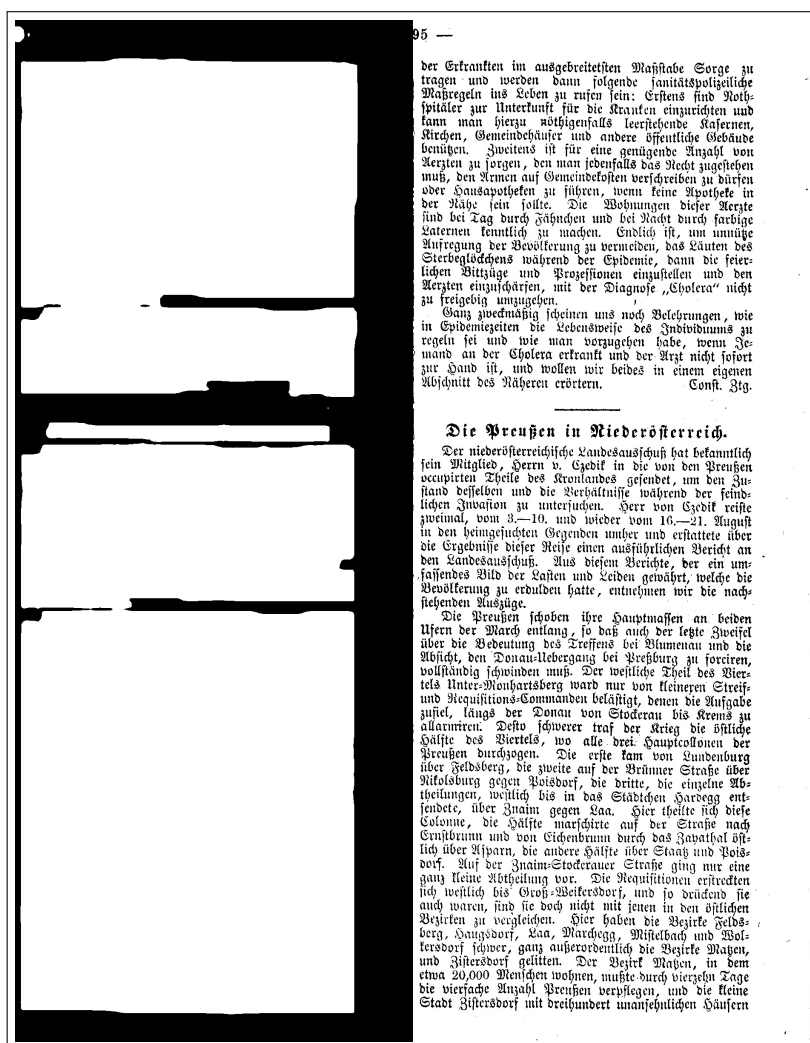 95 —
der Erkrankten im ausgebreitetsten Maßstabe Sorge zu
tragen und werden dann folgende sanitätspolizeiliche
Maßregeln ins Leben zu rufen sein: Erstens sind Noth-
spitäler zur Unterkunft für die Kranken einzurichten und
kann man hierzu nöthigenfalls leerstehende Kasernen,
Kirchen, Gemeindehäuser und andere öffentliche Gebäude
benützen. Zweitens ist für eine genügende Anzahl von
Aerzten zu sorgen, den man jedenfalls das Recht zugestehen
muß, den Armen auf Gemeindekosten verschreiben zu dürfen
oder Hausapotheken zu führen, wenn keine Apotheke in
der Nähe sein sollte. Die Wohnungen dieser Aerzte
sind bei Tag durch Fähnchen und bei Nacht durch farbige
Laternen kenntlich zu machen. Endlich ist, um unnütze
Aufregung der Bevölkerung zu vermeiden, das Läuten des
Sterbeglöckchens während der Epidemie, dann die feier-
lichen Bittzüge und Prozessionen einzustellen und den
Aerzten einzuschärfen, mit der Diagnose „Cholera" nicht
zu freigebig umzugehen.
Ganz zweckmäßig scheinen uns noch Belehrungen, wie
in Epidemiezeiten die Lebensweise des Individuums zu
regeln sei und wie man vorzugehen habe, wenn Je-
mand an der Cholera erkrankt und der Arzt nicht sofort
zur Hand ist, und wollen wir beides in einem eigenen
Abschnitt des Näheren erörtern. Const. Ztg.
Die Preußen in Niederösterreich.
Der niederösterreichische Landesausschuß hat bekanntlich
sein Mitglied, Herrn v. Czedik in die von den Preußen
occupirten Theile des Kronlandes gesendet, um den Zu-
stand desselben und die Verhältnisse während der feind-
lichen Invasion zu untersuchen. Herr von Czedik reiste
zweimal, vom 3.—10. und wieder vom 16.—21. August
in den heimgesuchten Gegenden umher und erstattete über
die Ergebnisse dieser Reise einen ausführlichen Bericht an
den Landesausschuß. Aus diesem Berichte, der ein um-
fassendes Bild der Lasten und Leiden gewährt, welche die
Bevölkerung zu erdulden hatte, entnehmen wir die nach-
stehenden Auszüge.
Die Preußen schoben ihre Hauptmassen an beiden
Ufern der March entlang, so daß auch der letzte Zweifel
über die Bedeutung des Treffens bei Blumenau und die
Absicht, den Donau-Uebergang bei Preßburg zu forciren,
vollständig schwinden muß. Der westliche Theil des Vier-
tels Unter-Monhartsberg ward nur von kleineren Streif-
und Requisitions-Commanden belästigt, denen die Aufgabe
zufiel, längs der Donau von Stockerau bis Krems zu
allarmiren. Desto schwerer traf der Krieg die östliche
Hälfte des Viertels, wo alle drei Hauptcollonen der
Preußen durchzogen. Die erste kam von Lundenburg
über Feldsberg, die zweite auf der Brünner Straße über
Nikolsburg gegen Poisdorf, die dritte, die einzelne Ab-
theilungen, westlich bis in das Städtchen Hardegg ent-
sendete, über Znaim gegen Laa. Hier theilte sich diese
Colonne, die Hälfte marschirte auf der Straße nach
Ernstbrunn und von Eichenbrunn durch das Zayathal öst-
lich über Asparn, die andere Hälfte über Staatz und Pois-
dorf. Auf der Znaim-Stockerauer Straße ging nur eine
ganz kleine Abtheilung vor. Die Requisitionen erstreckten
sich westlich bis Groß-Weikersdorf, und so drückend sie
auch waren, sind sie doch nicht mit jenen in den östlichen
Bezirken zu vergleichen. Hier haben die Bezirke Felds-
berg, Haugsdorf, Laa, Marchegg, Mistelbach und Wol-
kersdorf schwer, ganz außerordentlich die Bezirke Matzen,
und Zistersdorf gelitten. Der Bezirk Matzen, in dem
etwa 20,000 Menschen wohnen, mußte durch vierzehn Tage
die vierfache Anzahl Preußen verpflegen, und die kleine
Stadt Zistersdorf mit dreihundert unansehnlichen Häusern